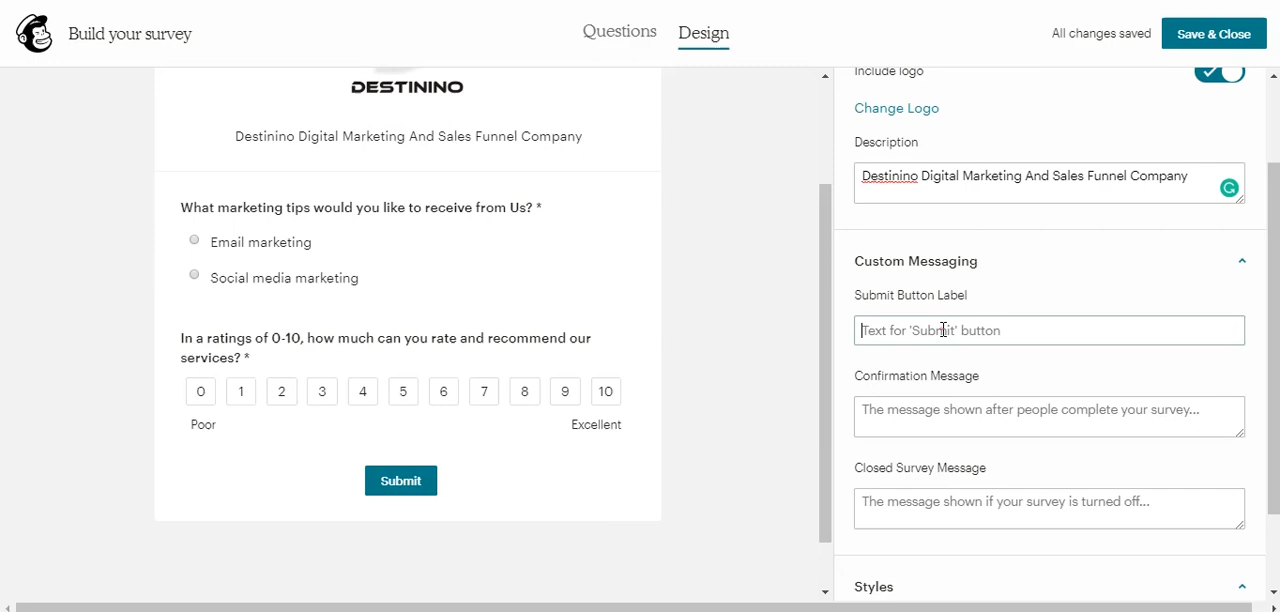 Build your survey
Questions
Design
All changes saved
Save & Close
DESTININO
Destinino Digital Marketing And Sales Funnel Company
What marketing tips would you like to receive from Us? *
Email marketing
Social media marketing
In a ratings of 0-10, how much can you rate and recommend our
services? *
0 1 2 3 4 5 6 7 8 9 10
Poor Excellent
Submit
Include logo
Change Logo
Description
Destinino Digital Marketing And Sales Funnel Company
Custom Messaging
Submit Button Label
Text for 'Submit' button
Confirmation Message
The message shown after people complete your survey...
Closed Survey Message
The message shown if your survey is turned off...
Styles